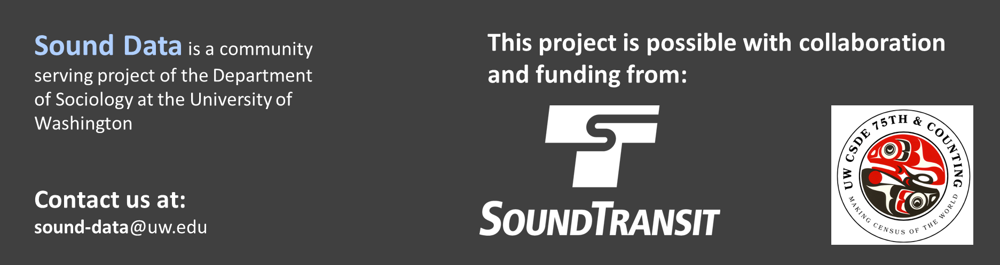 Sound Data is a community
serving project of the Department
of Sociology at the University of
Washington
Contact us at:
sound-data@uw.edu
This project is possible with collaboration
and funding from:
SOUNDTRANSIT
UW CSDE 75TH & COUNTING
MAKING CENSUS OF THE WORLD